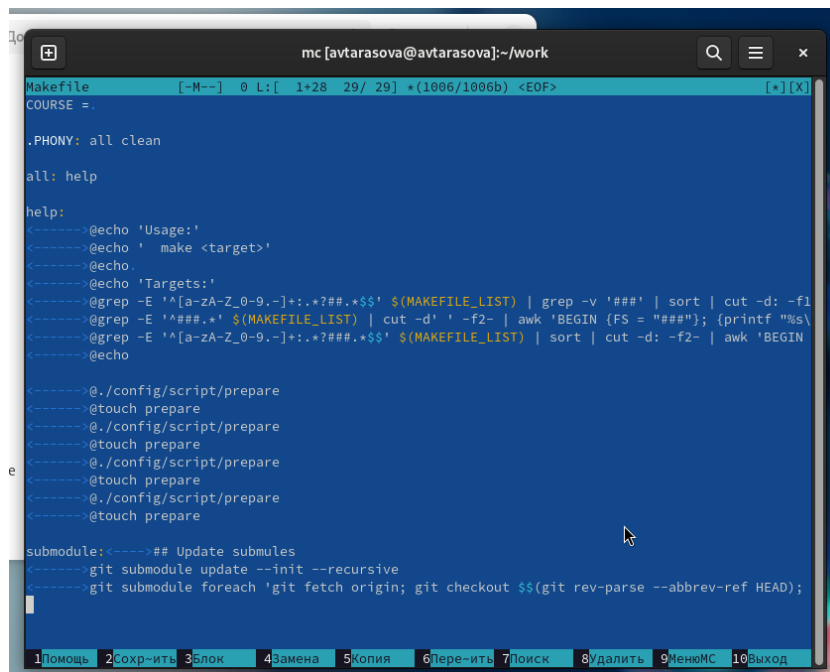 До
mc [avtarasova@avtarasova]:~/work
Makefile [-M--] 0 L:[ 1+28 29/ 29] *(1006/1006b) <EOF> [*][X]
COURSE =.
.PHONY: all clean
all: help
help:
<------>@echo 'Usage:'
<------>@echo '  make <target>'
<------>@echo.
<------>@echo 'Targets:'
<------>@grep -E '^[a-zA-Z_0-9.-]+:.*?##.*$$' $(MAKEFILE_LIST) | grep -v '###' | sort | cut -d: -f1
<------>@grep -E '^###.*' $(MAKEFILE_LIST) | cut -d' ' -f2- | awk 'BEGIN {FS = "###"}; {printf "%s\
<------>@grep -E '^[a-zA-Z_0-9.-]+:.*?###.*$$' $(MAKEFILE_LIST) | sort | cut -d: -f2- | awk 'BEGIN
<------>@echo
<------>@./config/script/prepare
<------>@touch prepare
<------>@./config/script/prepare
<------>@touch prepare
е
<------>@./config/script/prepare
<------>@touch prepare
<------>@./config/script/prepare
<------>@touch prepare
submodule:<---->## Update submules
<------>git submodule update --init --recursive
<------>git submodule foreach 'git fetch origin; git checkout $$(git rev-parse --abbrev-ref HEAD);
1Помощь 2Сохр~ить 3Блок 4Замена 5Копия 6Пере~ить 7Поиск 8Удалить 9МенюMC 10Выход